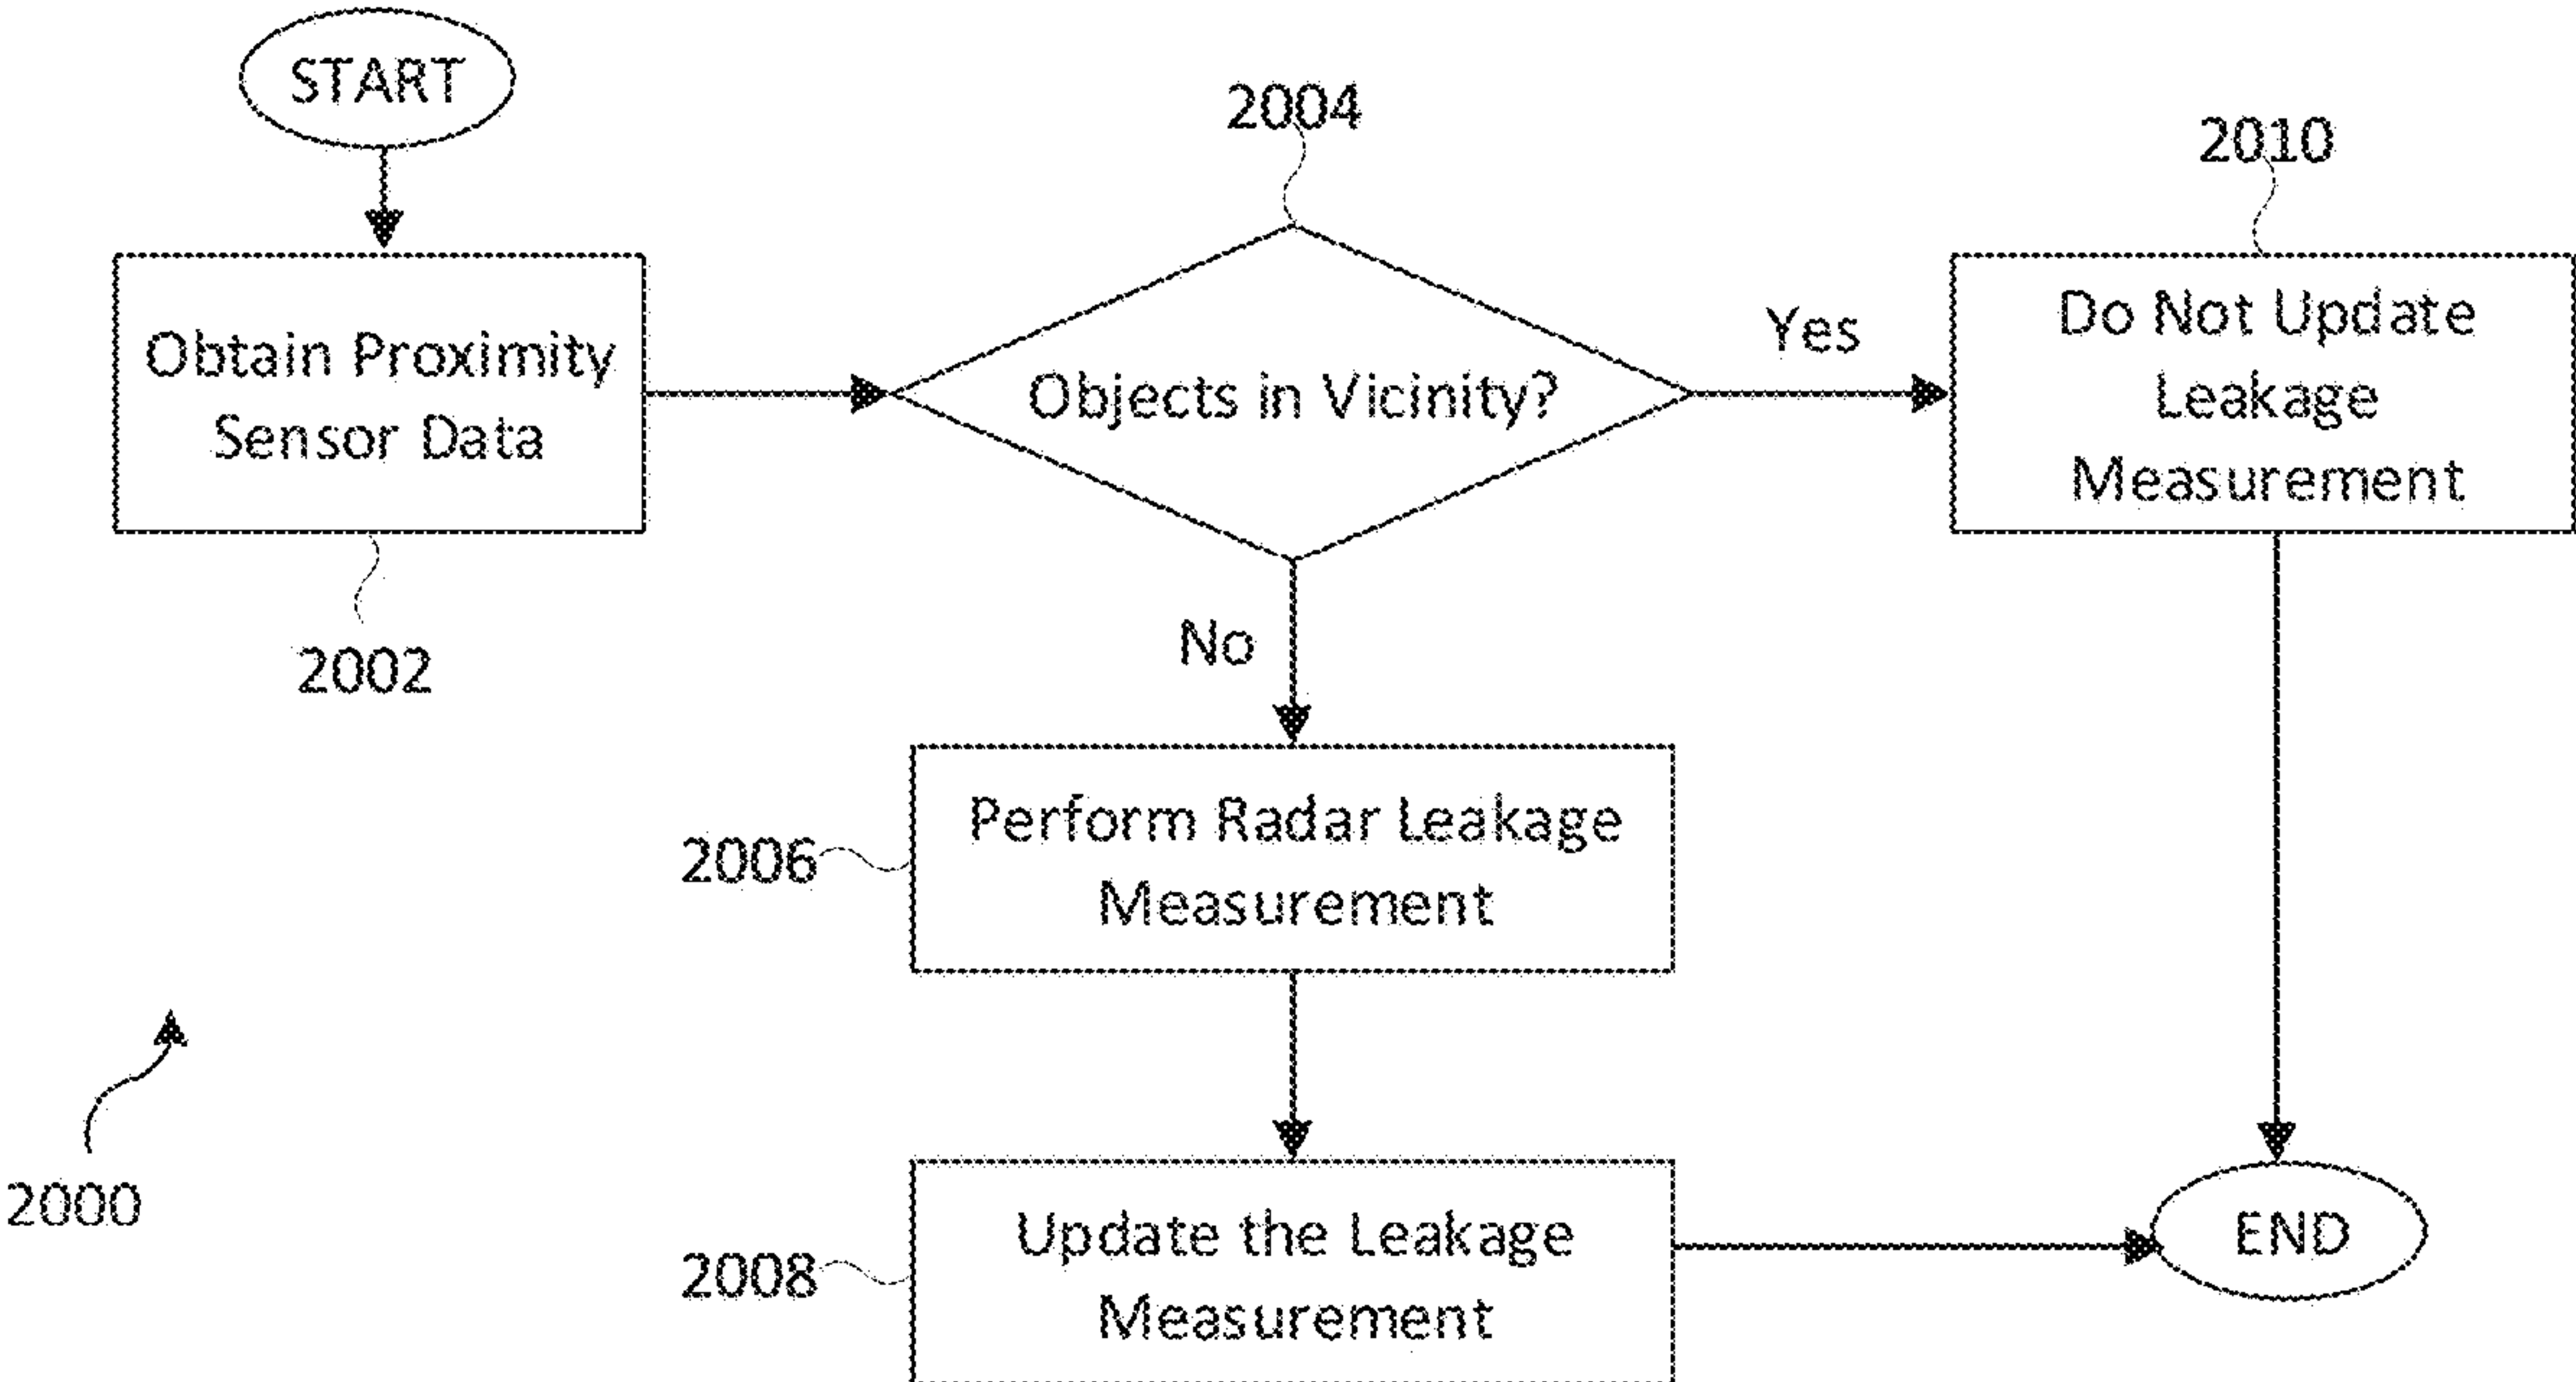 START
2004
2010
Obtain Proximity
Sensor Data
Objects in Vicinity?
Yes
Do Not Update
Leakage
Measurement
2002
No
2006
Perform Radar Leakage
Measurement
2000
2008
Update the Leakage
Measurement
END